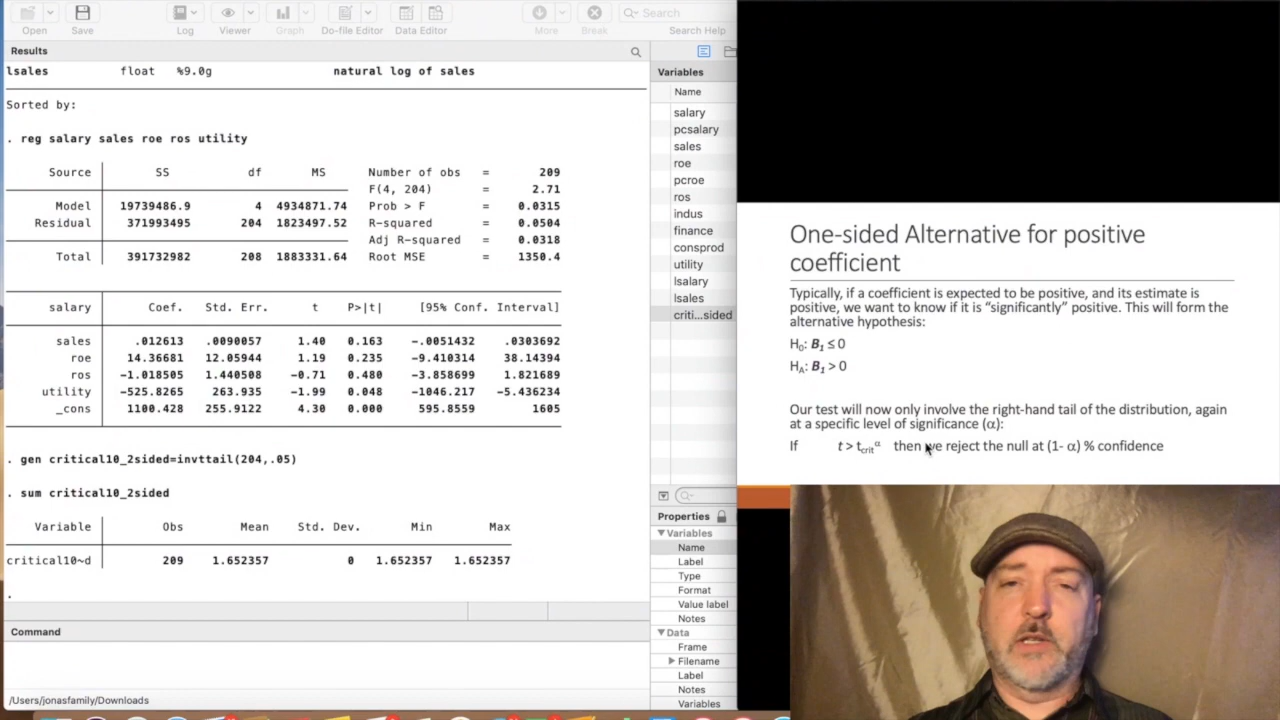 Open Save Log Viewer Graph Do-file Editor Data Editor More Break Search Help
Search
Results
lsales float %9.0g natural log of sales
Sorted by:
. reg salary sales roe ros utility
Source SS df MS Number of obs = 209
F(4, 204) = 2.71
Model 19739486.9 4 4934871.74 Prob > F = 0.0315
Residual 371993495 204 1823497.52 R-squared = 0.0504
Adj R-squared = 0.0318
Total 391732982 208 1883331.64 Root MSE = 1350.4
salary Coef. Std. Err. t P>|t| [95% Conf. Interval]
sales .012613 .0090057 1.40 0.163 -.0051432 .0303692
roe 14.36681 12.05944 1.19 0.235 -9.410314 38.14394
ros -1.018505 1.440508 -0.71 0.480 -3.858699 1.821689
utility -525.8265 263.935 -1.99 0.048 -1046.217 -5.436234
_cons 1100.428 255.9122 4.30 0.000 595.8559 1605
. gen critical10_2sided=invttail(204,.05)
. sum critical10_2sided
Variable Obs Mean Std. Dev. Min Max
critical10~d 209 1.652357 0 1.652357 1.652357
.
Command
/Users/jonasfamily/Downloads
Variables
Name
salary
pcsalary
sales
roe
pcroe
ros
indus
finance
consprod
utility
lsalary
lsales
criti...sided
Properties
Variables
Name
Label
Type
Format
Value label
Notes
Data
Frame
Filename
Label
Notes
Variables
One-sided Alternative for positive
coefficient
Typically, if a coefficient is expected to be positive, and its estimate is
positive, we want to know if it is “significantly” positive. This will form the
alternative hypothesis:
H0: B1 ≤ 0
HA: B1 > 0
Our test will now only involve the right-hand tail of the distribution, again
at a specific level of significance (α):
If t > tcrit α then we reject the null at (1- α) % confidence